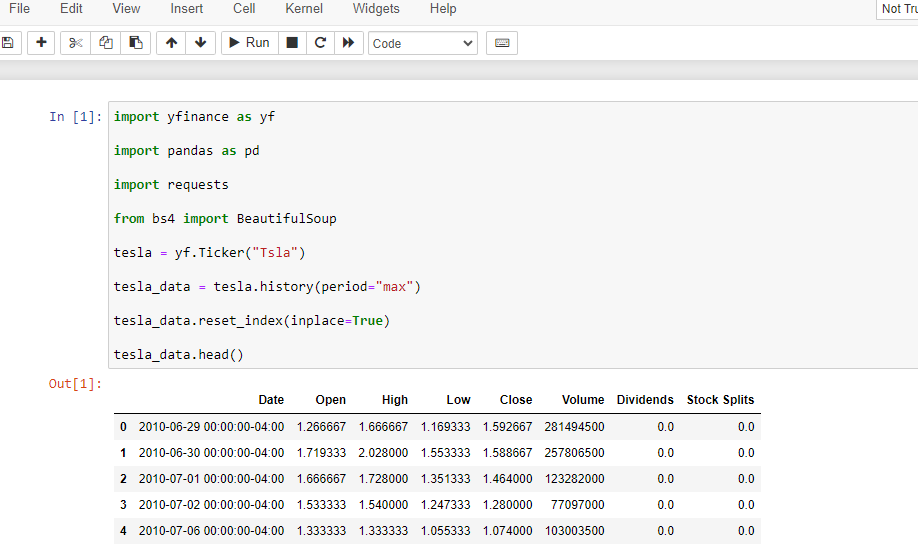 File Edit View Insert Cell Kernel Widgets Help Not Tru
Run Code
In [1]: import yfinance as yf
import pandas as pd
import requests
from bs4 import BeautifulSoup
tesla = yf.Ticker("Tsla")
tesla_data = tesla.history(period="max")
tesla_data.reset_index(inplace=True)
tesla_data.head()
Out[1]:
Date Open High Low Close Volume Dividends Stock Splits
0 2010-06-29 00:00:00-04:00 1.266667 1.666667 1.169333 1.592667 281494500 0.0 0.0
1 2010-06-30 00:00:00-04:00 1.719333 2.028000 1.553333 1.588667 257806500 0.0 0.0
2 2010-07-01 00:00:00-04:00 1.666667 1.728000 1.351333 1.464000 123282000 0.0 0.0
3 2010-07-02 00:00:00-04:00 1.533333 1.540000 1.247333 1.280000 77097000 0.0 0.0
4 2010-07-06 00:00:00-04:00 1.333333 1.333333 1.055333 1.074000 103003500 0.0 0.0